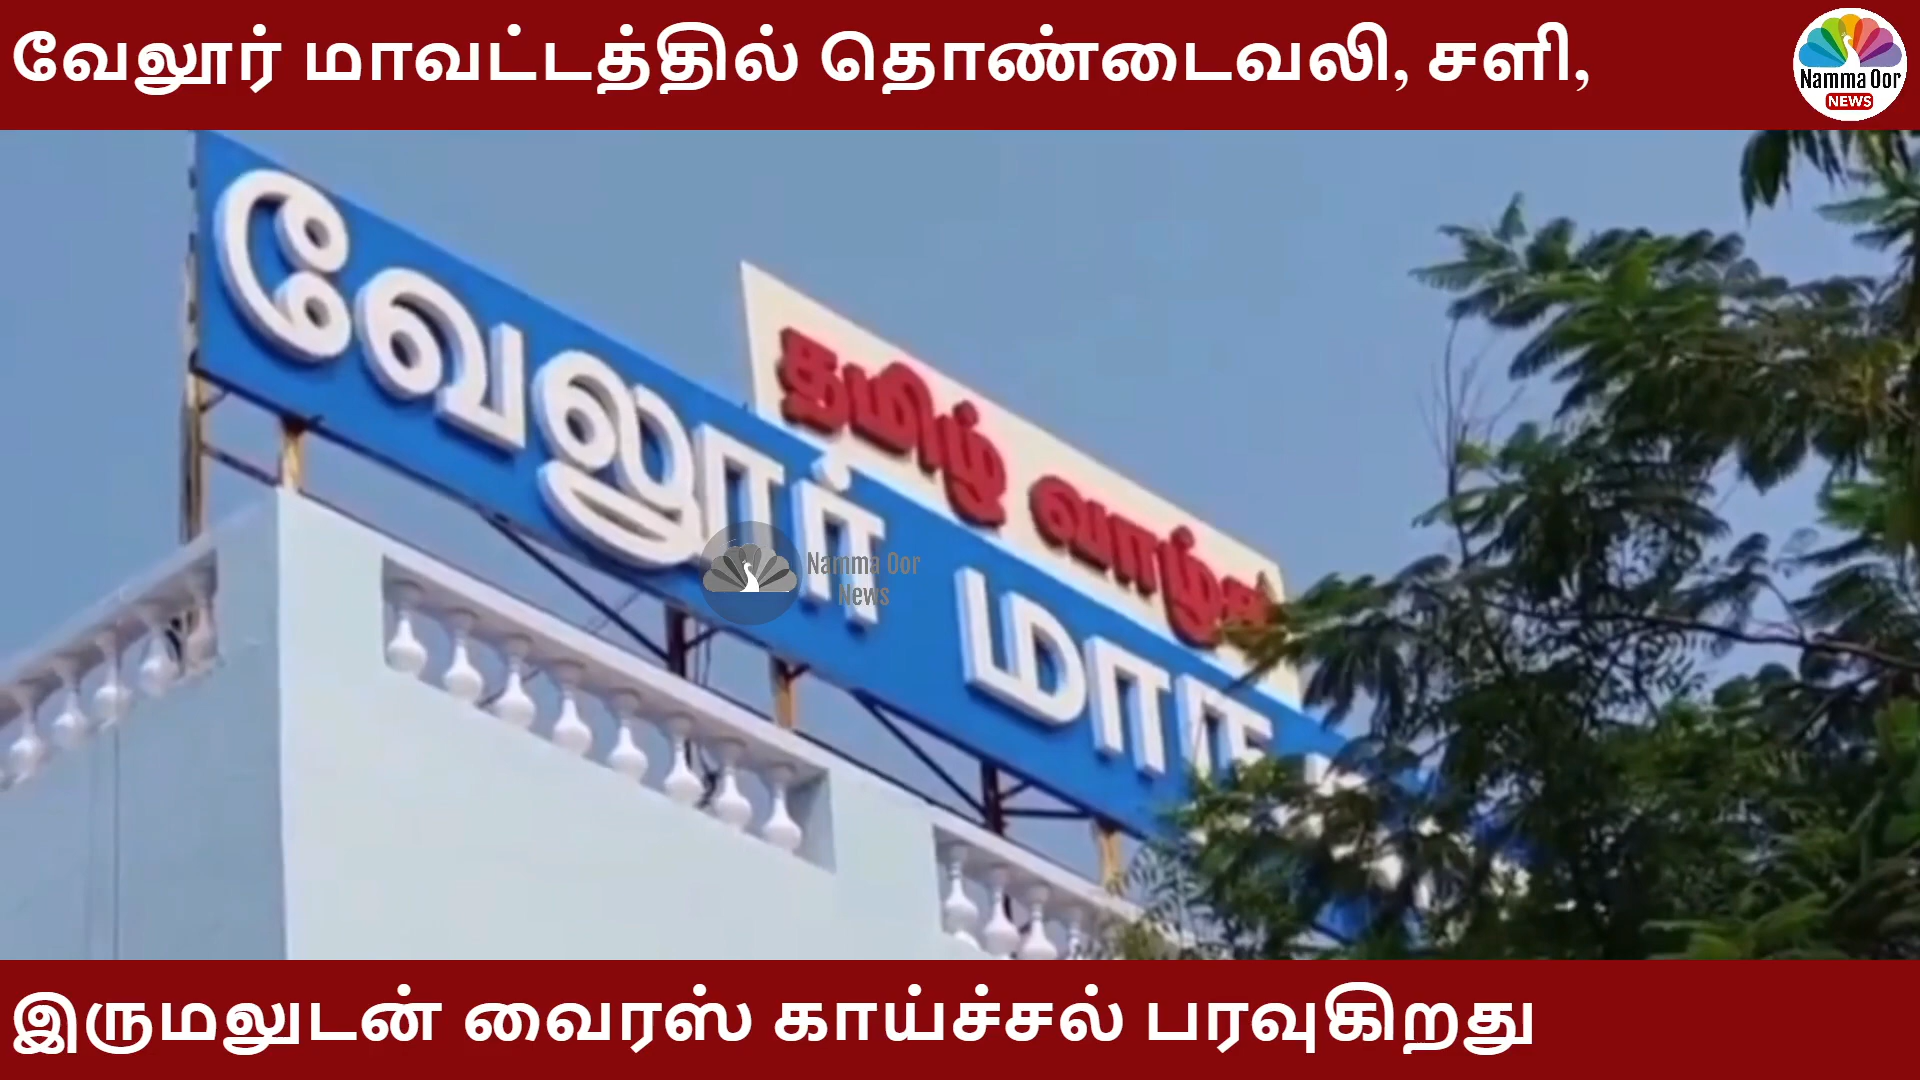 வேலூர் மாவட்டத்தில் தொண்டைவலி, சளி,
Namma Oor
NEWS
தமிழ் வாழ்க
வேலூர் மா
Namma Oor
News
இருமலுடன் வைரஸ் காய்ச்சல் பரவுகிறது